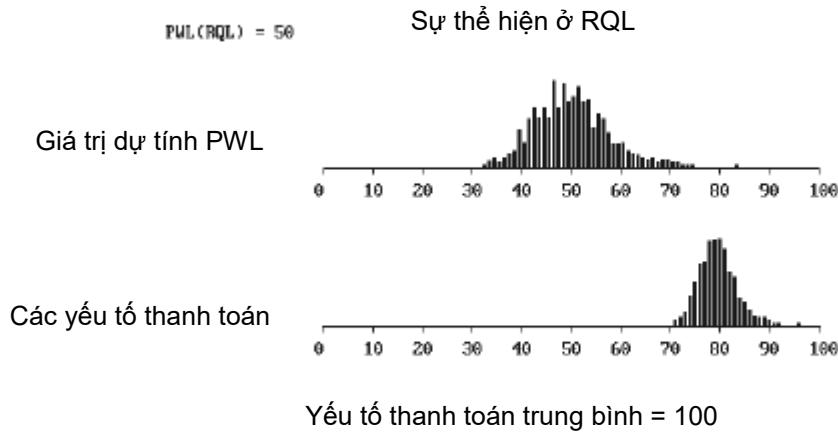 Sự thể hiện ở RQL
PWL(RQL) = 50
Giá trị dự tính PWL
0 10 20 30 40 50 60 70 80 90 100
Các yếu tố thanh toán
0 10 20 30 40 50 60 70 80 90 100
Yếu tố thanh toán trung bình = 100